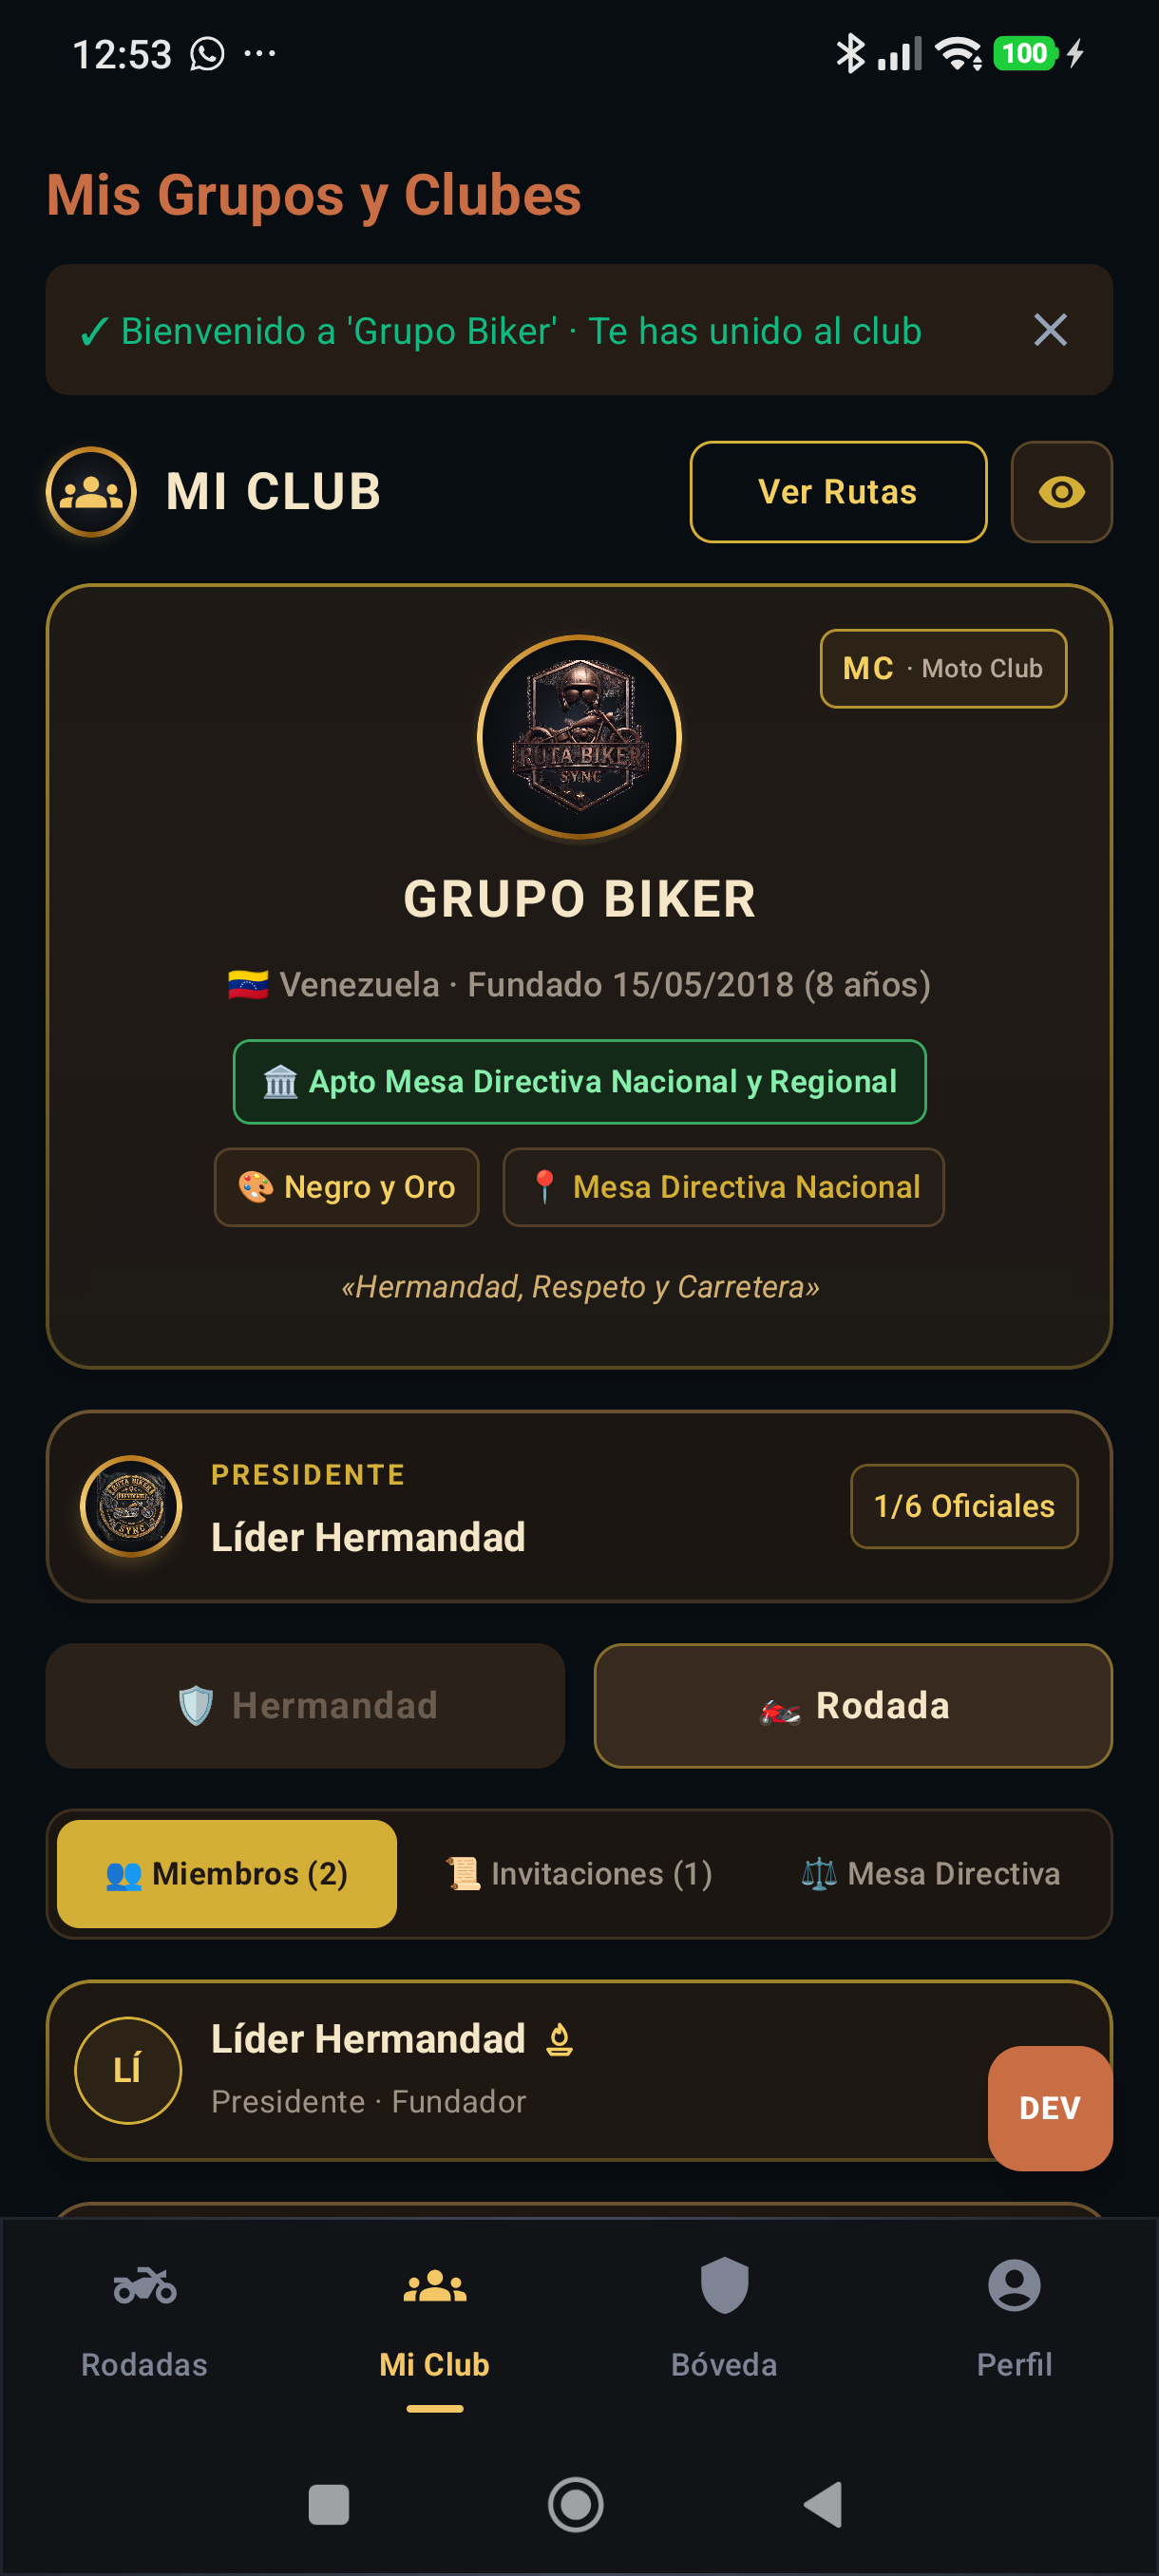 12:53 ... 100
Mis Grupos y Clubes
✓ Bienvenido a 'Grupo Biker' · Te has unido al club
MI CLUB
Ver Rutas
MC · Moto Club
RUTA BIKER
SYNC
GRUPO BIKER
🇻🇪 Venezuela · Fundado 15/05/2018 (8 años)
🏛️ Apto Mesa Directiva Nacional y Regional
🎨 Negro y Oro 📍 Mesa Directiva Nacional
«Hermandad, Respeto y Carretera»
PRESIDENTE
Líder Hermandad
1/6 Oficiales
🛡️ Hermandad 🏍️ Rodada
👥 Miembros (2) 📜 Invitaciones (1) ⚖️ Mesa Directiva
LÍ
Líder Hermandad
Presidente · Fundador
DEV
Rodadas Mi Club Bóveda Perfil